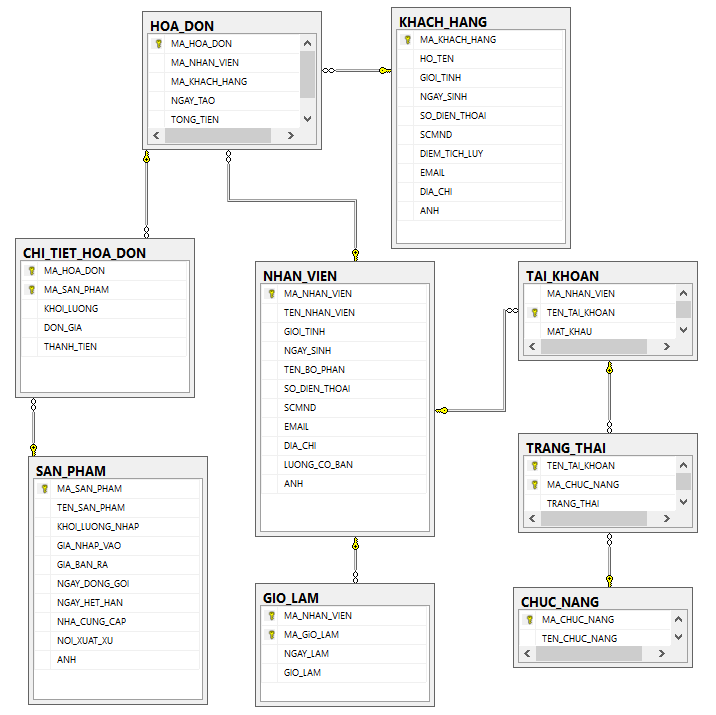 HOA_DON
MA_HOA_DON
MA_NHAN_VIEN
MA_KHACH_HANG
NGAY_TAO
TONG_TIEN
KHACH_HANG
MA_KHACH_HANG
HO_TEN
GIOI_TINH
NGAY_SINH
SO_DIEN_THOAI
SCMND
DIEM_TICH_LUY
EMAIL
DIA_CHI
ANH
CHI_TIET_HOA_DON
MA_HOA_DON
MA_SAN_PHAM
KHOI_LUONG
DON_GIA
THANH_TIEN
NHAN_VIEN
MA_NHAN_VIEN
TEN_NHAN_VIEN
GIOI_TINH
NGAY_SINH
TEN_BO_PHAN
SO_DIEN_THOAI
SCMND
EMAIL
DIA_CHI
LUONG_CO_BAN
ANH
TAI_KHOAN
MA_NHAN_VIEN
TEN_TAI_KHOAN
MAT_KHAU
TRANG_THAI
TEN_TAI_KHOAN
MA_CHUC_NANG
TRANG_THAI
SAN_PHAM
MA_SAN_PHAM
TEN_SAN_PHAM
KHOI_LUONG_NHAP
GIA_NHAP_VAO
GIA_BAN_RA
NGAY_DONG_GOI
NGAY_HET_HAN
NHA_CUNG_CAP
NOI_XUAT_XU
ANH
GIO_LAM
MA_NHAN_VIEN
MA_GIO_LAM
NGAY_LAM
GIO_LAM
CHUC_NANG
MA_CHUC_NANG
TEN_CHUC_NANG